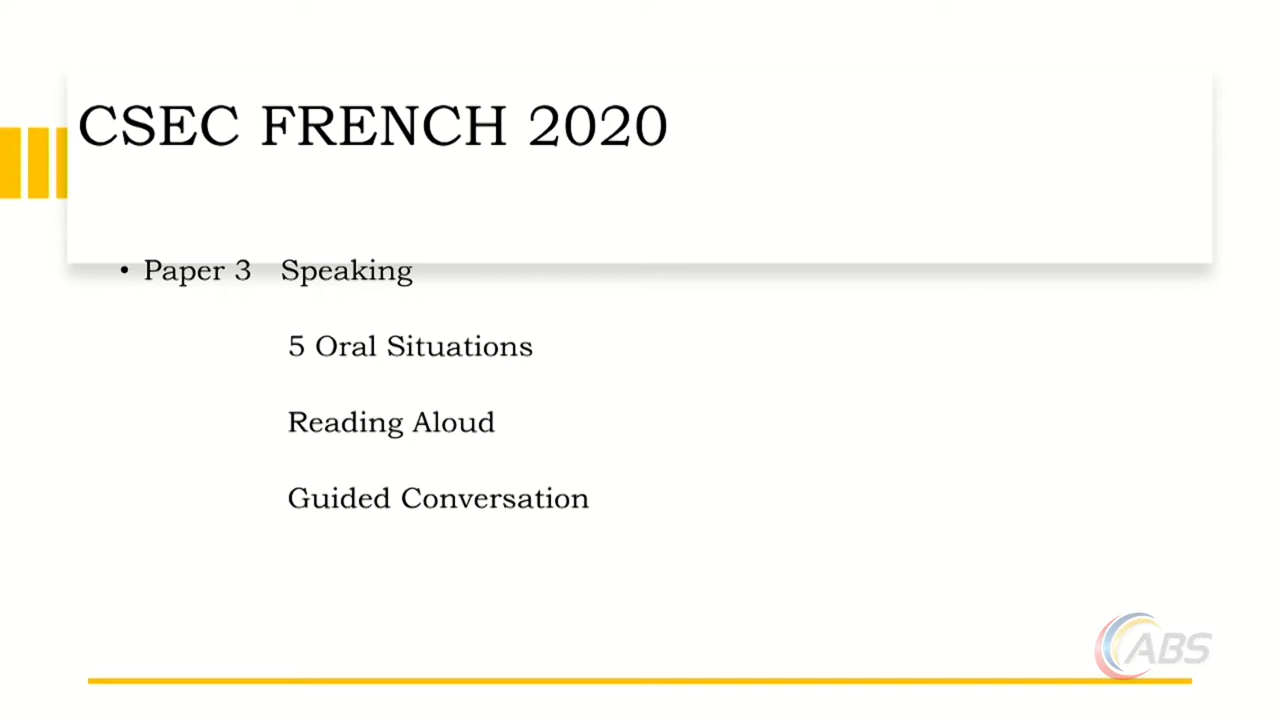 CSEC FRENCH 2020
• Paper 3 Speaking
5 Oral Situations
Reading Aloud
Guided Conversation
ABS